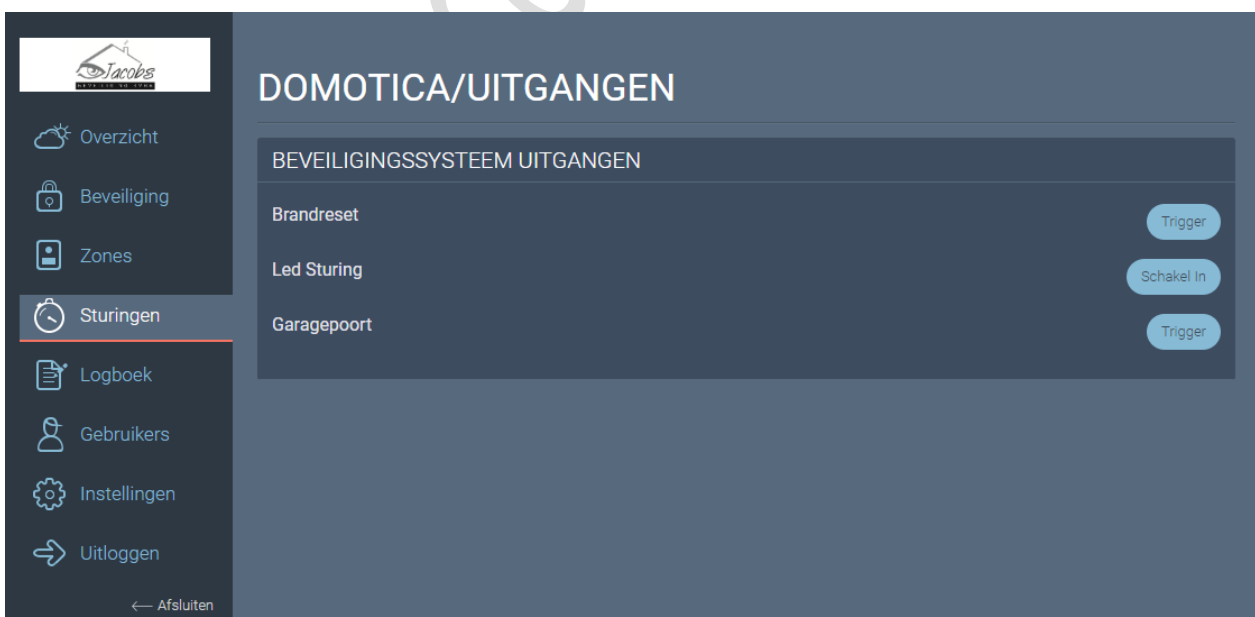 Jacobs
DOMOTICA/UITGANGEN
Overzicht
BEVEILIGINGSSYSTEEM UITGANGEN
Beveiliging
Brandreset
Trigger
Zones
Led Sturing
Schakel In
Sturingen
Garagepoort
Trigger
Logboek
Gebruikers
Instellingen
Uitloggen
← Afsluiten